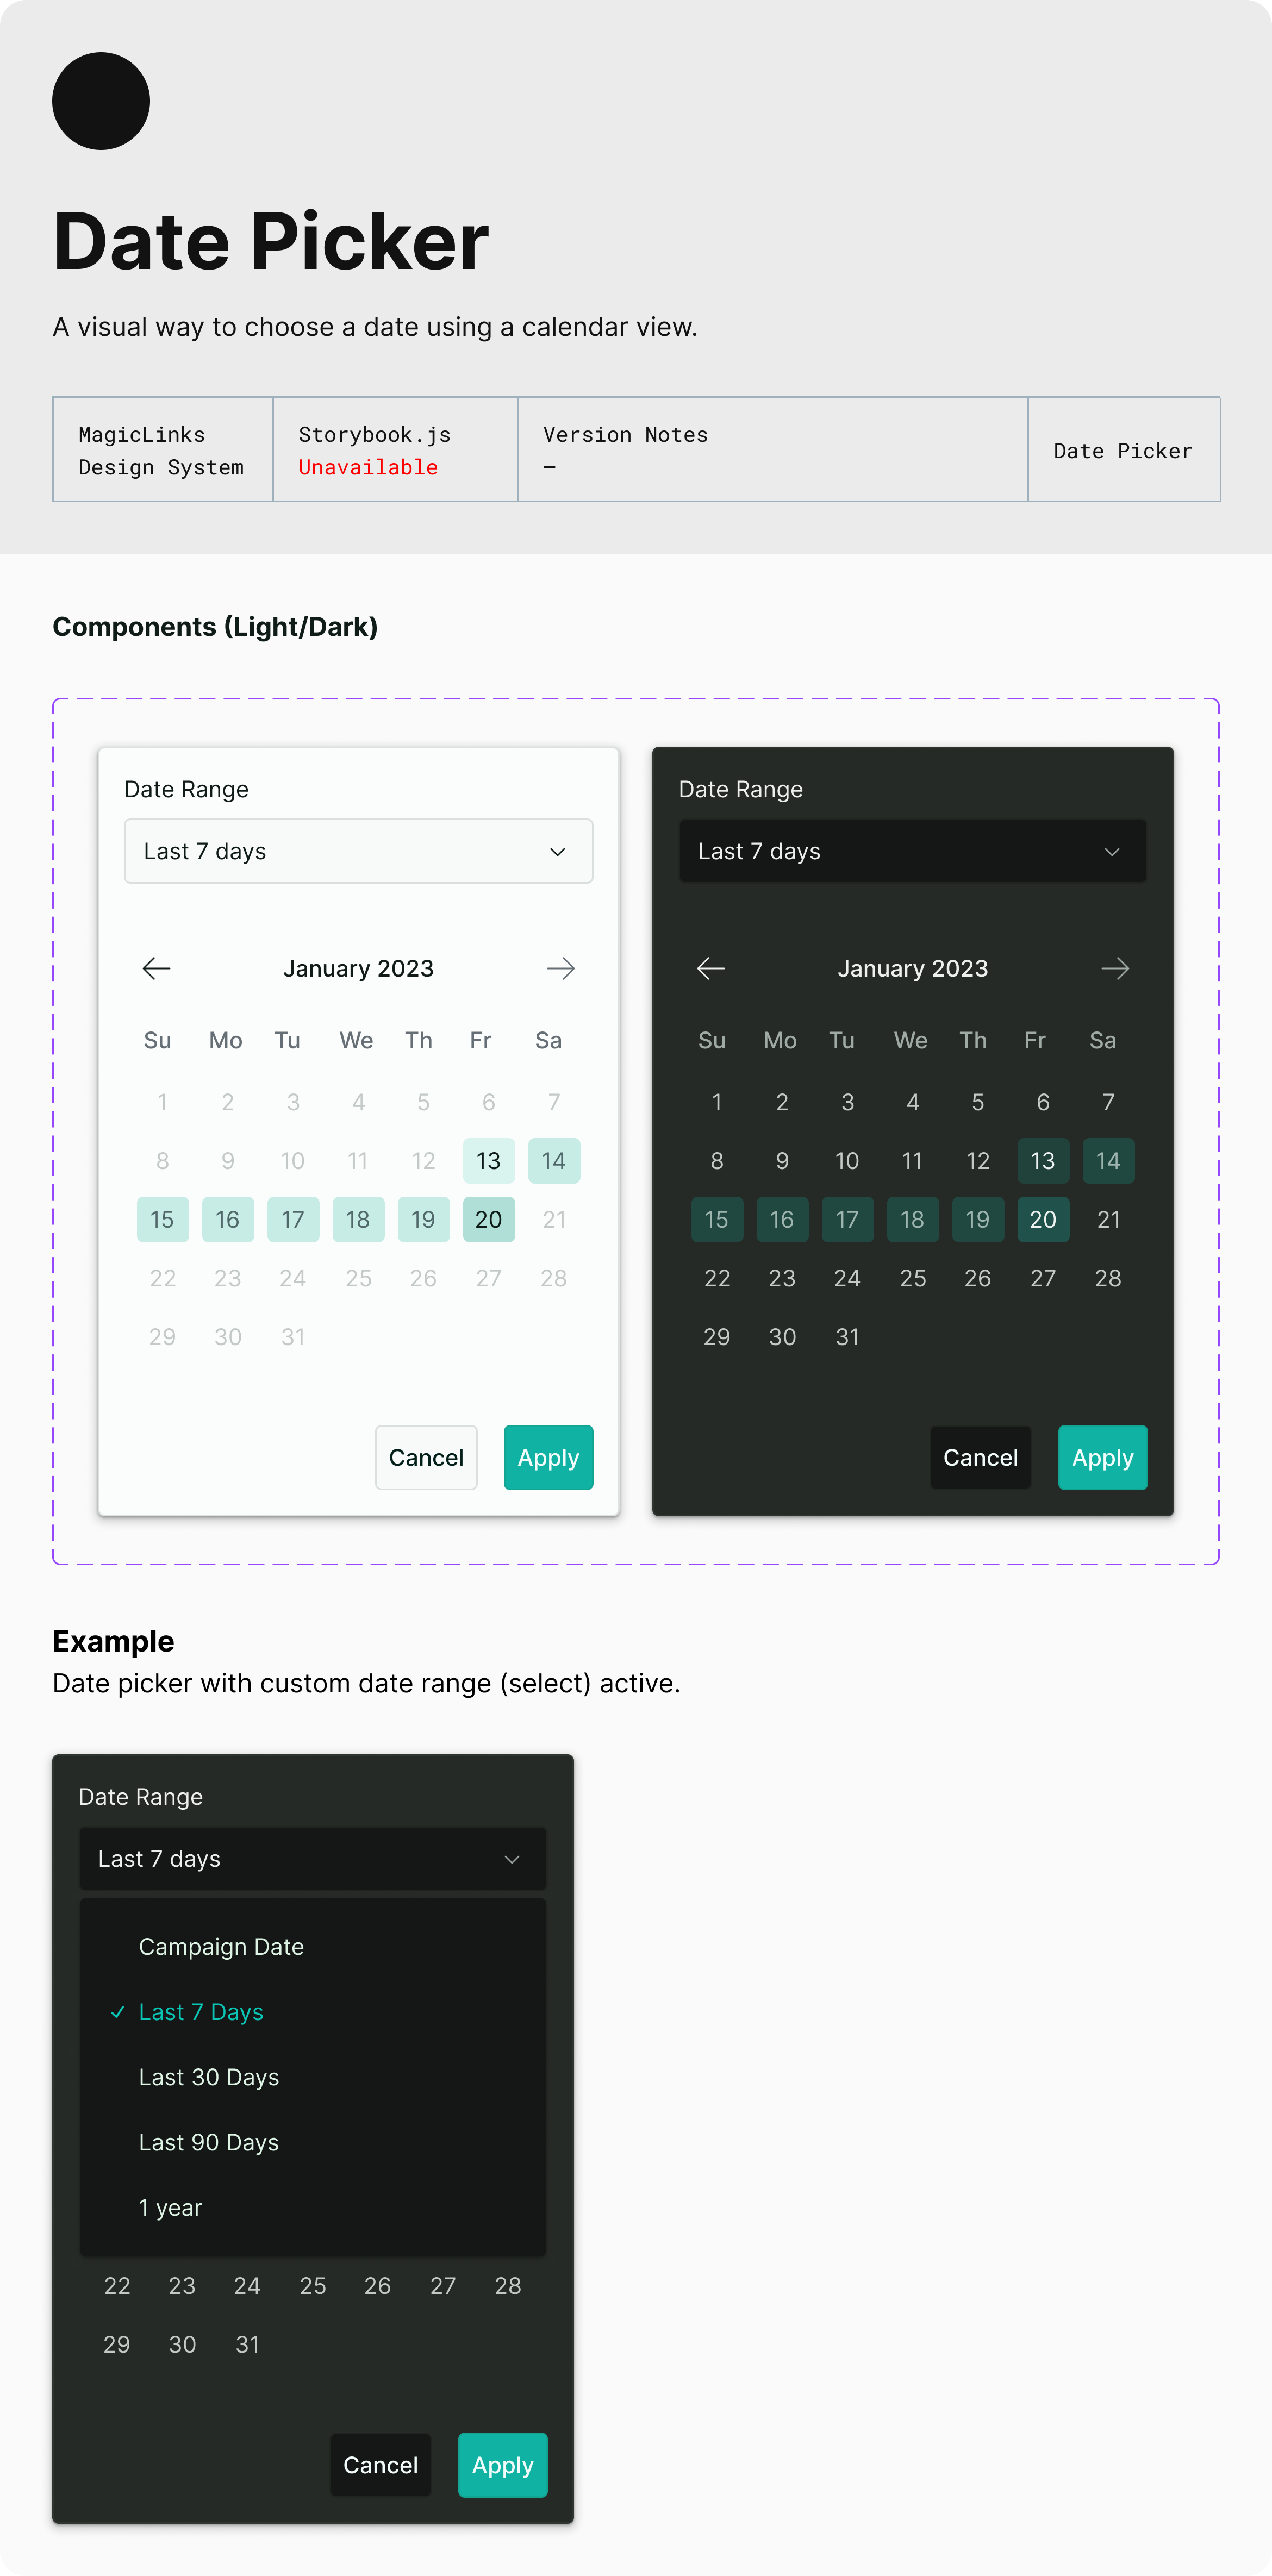 Date Picker
A visual way to choose a date using a calendar view.
MagicLinks
Design System
Storybook.js
Unavailable
Version Notes
–
Date Picker
Components (Light/Dark)
Date Range
Last 7 days
January 2023
Su Mo Tu We Th Fr Sa
1 2 3 4 5 6 7
8 9 10 11 12 13 14
15 16 17 18 19 20 21
22 23 24 25 26 27 28
29 30 31
Cancel Apply
Date Range
Last 7 days
January 2023
Su Mo Tu We Th Fr Sa
1 2 3 4 5 6 7
8 9 10 11 12 13 14
15 16 17 18 19 20 21
22 23 24 25 26 27 28
29 30 31
Cancel Apply
Example
Date picker with custom date range (select) active.
Date Range
Last 7 days
Campaign Date
Last 7 Days
Last 30 Days
Last 90 Days
1 year
22 23 24 25 26 27 28
29 30 31
Cancel Apply